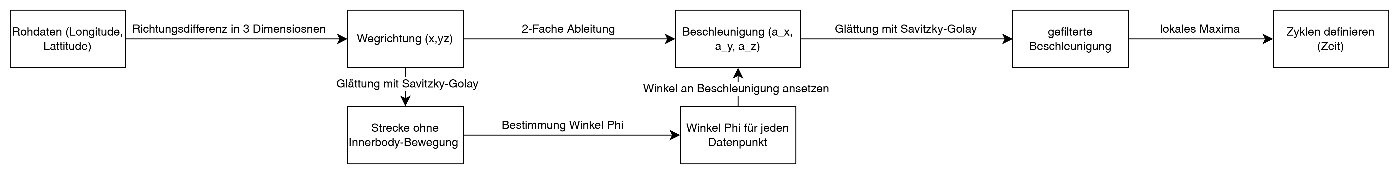 Rohdaten (Longitude,
Lattitude)
Richtungsdifferenz in 3 Dimensiosnen
Wegrichtung (x,yz)
2-Fache Ableitung
Beschleunigung (a_x,
a_y, a_z)
Glättung mit Savitzky-Golay
gefilterte
Beschleunigung
lokales Maxima
Zyklen definieren
(Zeit)
Glättung mit Savitzky-Golay
Winkel an Beschleunigung ansetzen
Strecke ohne
Innerbody-Bewegung
Bestimmung Winkel Phi
Winkel Phi für jeden
Datenpunkt